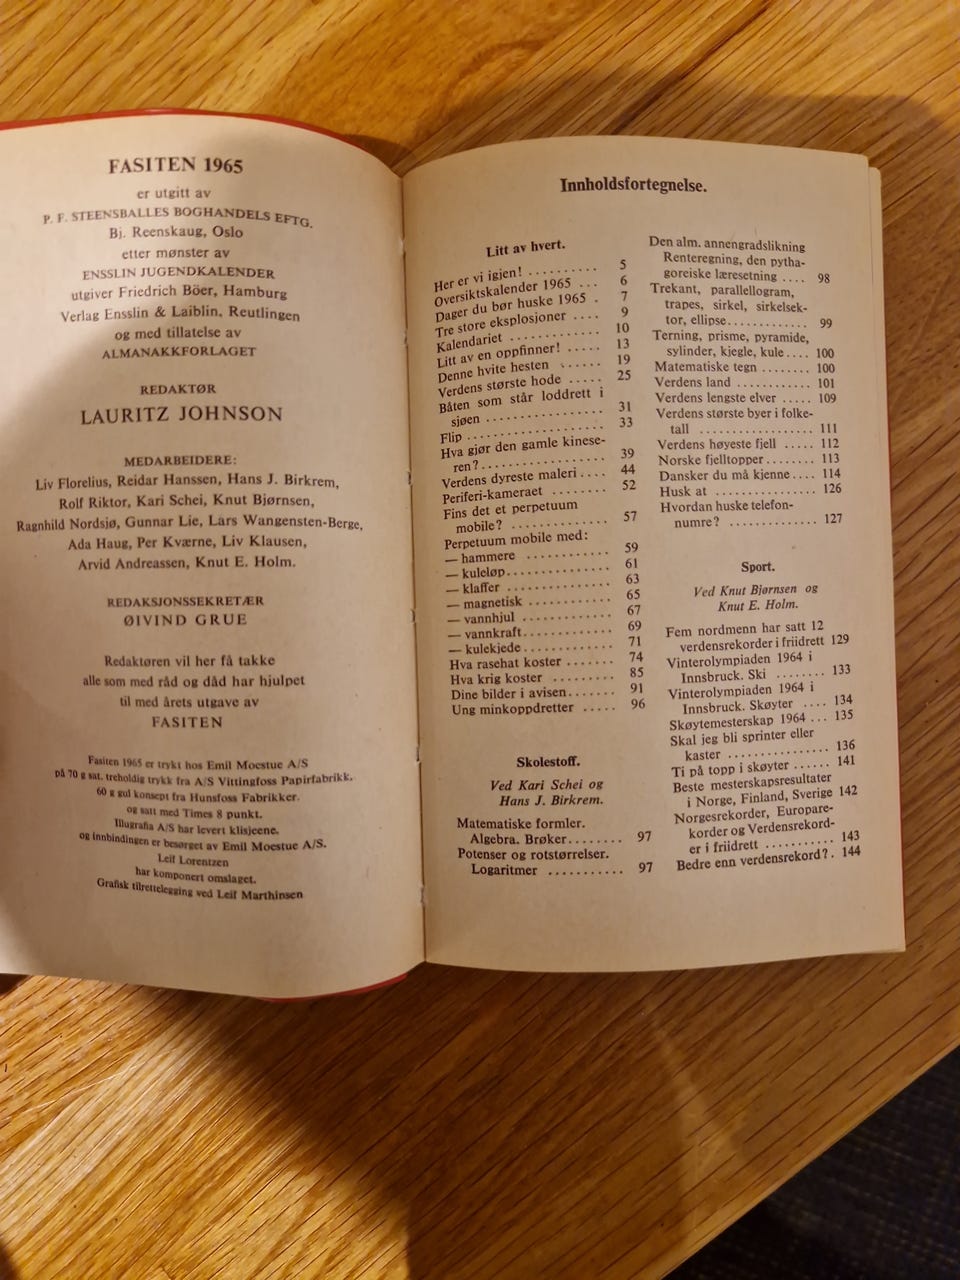 FASITEN 1965
er utgitt av
P. F. STEENSBALLES BOGHANDELS EFTG.
Bj. Reenskaug, Oslo
etter mønster av
ENSSLIN JUGENDKALENDER
utgiver Friedrich Böer, Hamburg
Verlag Ensslin & Laiblin, Reutlingen
og med tillatelse av
ALMANAKKFORLAGET
REDAKTØR
LAURITZ JOHNSON
MEDARBEIDERE:
Liv Florelius, Reidar Hanssen, Hans J. Birkrem,
Rolf Riktor, Kari Schei, Knut Bjørnsen,
Ragnhild Nordsjø, Gunnar Lie, Lars Wangensten-Berge,
Ada Haug, Per Kværne, Liv Klausen,
Arvid Andreassen, Knut E. Holm.
REDAKSJONSSEKRETÆR
ØIVIND GRUE
Redaktøren vil her få takke
alle som med råd og dåd har hjulpet
til med årets utgave av
FASITEN
Fasiten 1965 er trykt hos Emil Moestue A/S
på 70 g sat. treholdig trykk fra A/S Vittingfoss Papirfabrikk.
60 g gul konsept fra Hunsfoss Fabrikker.
og satt med Times 8 punkt.
Illugrafia A/S har levert klisjeene.
og innbindingen er besørget av Emil Moestue A/S.
Leif Lorentzen
har komponert omslaget.
Grafisk tilrettelegging ved Leif Marthinsen
Innholdsfortegnelse.
Litt av hvert.
Her er vi igjen! .......... 5
Oversiktskalender 1965 ... 6
Dager du bør huske 1965 . 7
Tre store eksplosjoner .... 9
Kalendariet ............. 10
Litt av en oppfinner! ..... 13
Denne hvite hesten ...... 19
Verdens største hode ..... 25
Båten som står loddrett i
sjøen ................. 31
Flip .................... 33
Hva gjør den gamle kinese-
ren? .................. 39
Verdens dyreste maleri .... 44
Periferi-kameraet ........ 52
Fins det et perpetuum
mobile? .............. 57
Perpetuum mobile med:
— hammere ............ 59
— kuleløp............... 61
— klaffer ............... 63
— magnetisk ............ 65
— vannhjul ............. 67
— vannkraft............. 69
— kulekjede ............. 71
Hva rasehat koster ....... 74
Hva krig koster ......... 85
Dine bilder i avisen....... 91
Ung minkoppdretter ..... 96
Skolestoff.
Ved Kari Schei og
Hans J. Birkrem.
Matematiske formler.
Algebra. Brøker........ 97
Potenser og rotstørrelser.
Logaritmer ........... 97
Den alm. annengradslikning
Renteregning, den pytha-
goreiske læresetning .... 98
Trekant, parallellogram,
trapes, sirkel, sirkelsek-
tor, ellipse............ 99
Terning, prisme, pyramide,
sylinder, kjegle, kule.... 100
Matematiske tegn ........ 100
Verdens land ............ 101
Verdens lengste elver ..... 109
Verdens største byer i folke-
tall .................. 111
Verdens høyeste fjell ..... 112
Norske fjelltopper........ 113
Dansker du må kjenne.... 114
Husk at ................ 126
Hvordan huske telefon-
numre? ............. 127
Sport.
Ved Knut Bjørnsen og
Knut E. Holm.
Fem nordmenn har satt 12
verdensrekorder i friidrett 129
Vinterolympiaden 1964 i
Innsbruck. Ski ........ 133
Vinterolympiaden 1964 i
Innsbruck. Skøyter .... 134
Skøytemesterskap 1964 ... 135
Skal jeg bli sprinter eller
kaster ................ 136
Ti på topp i skøyter ...... 141
Beste mesterskapsresultater
i Norge, Finland, Sverige 142
Norgesrekorder, Europare-
korder og Verdensrekord-
er i friidrett ........... 143
Bedre enn verdensrekord?. 144